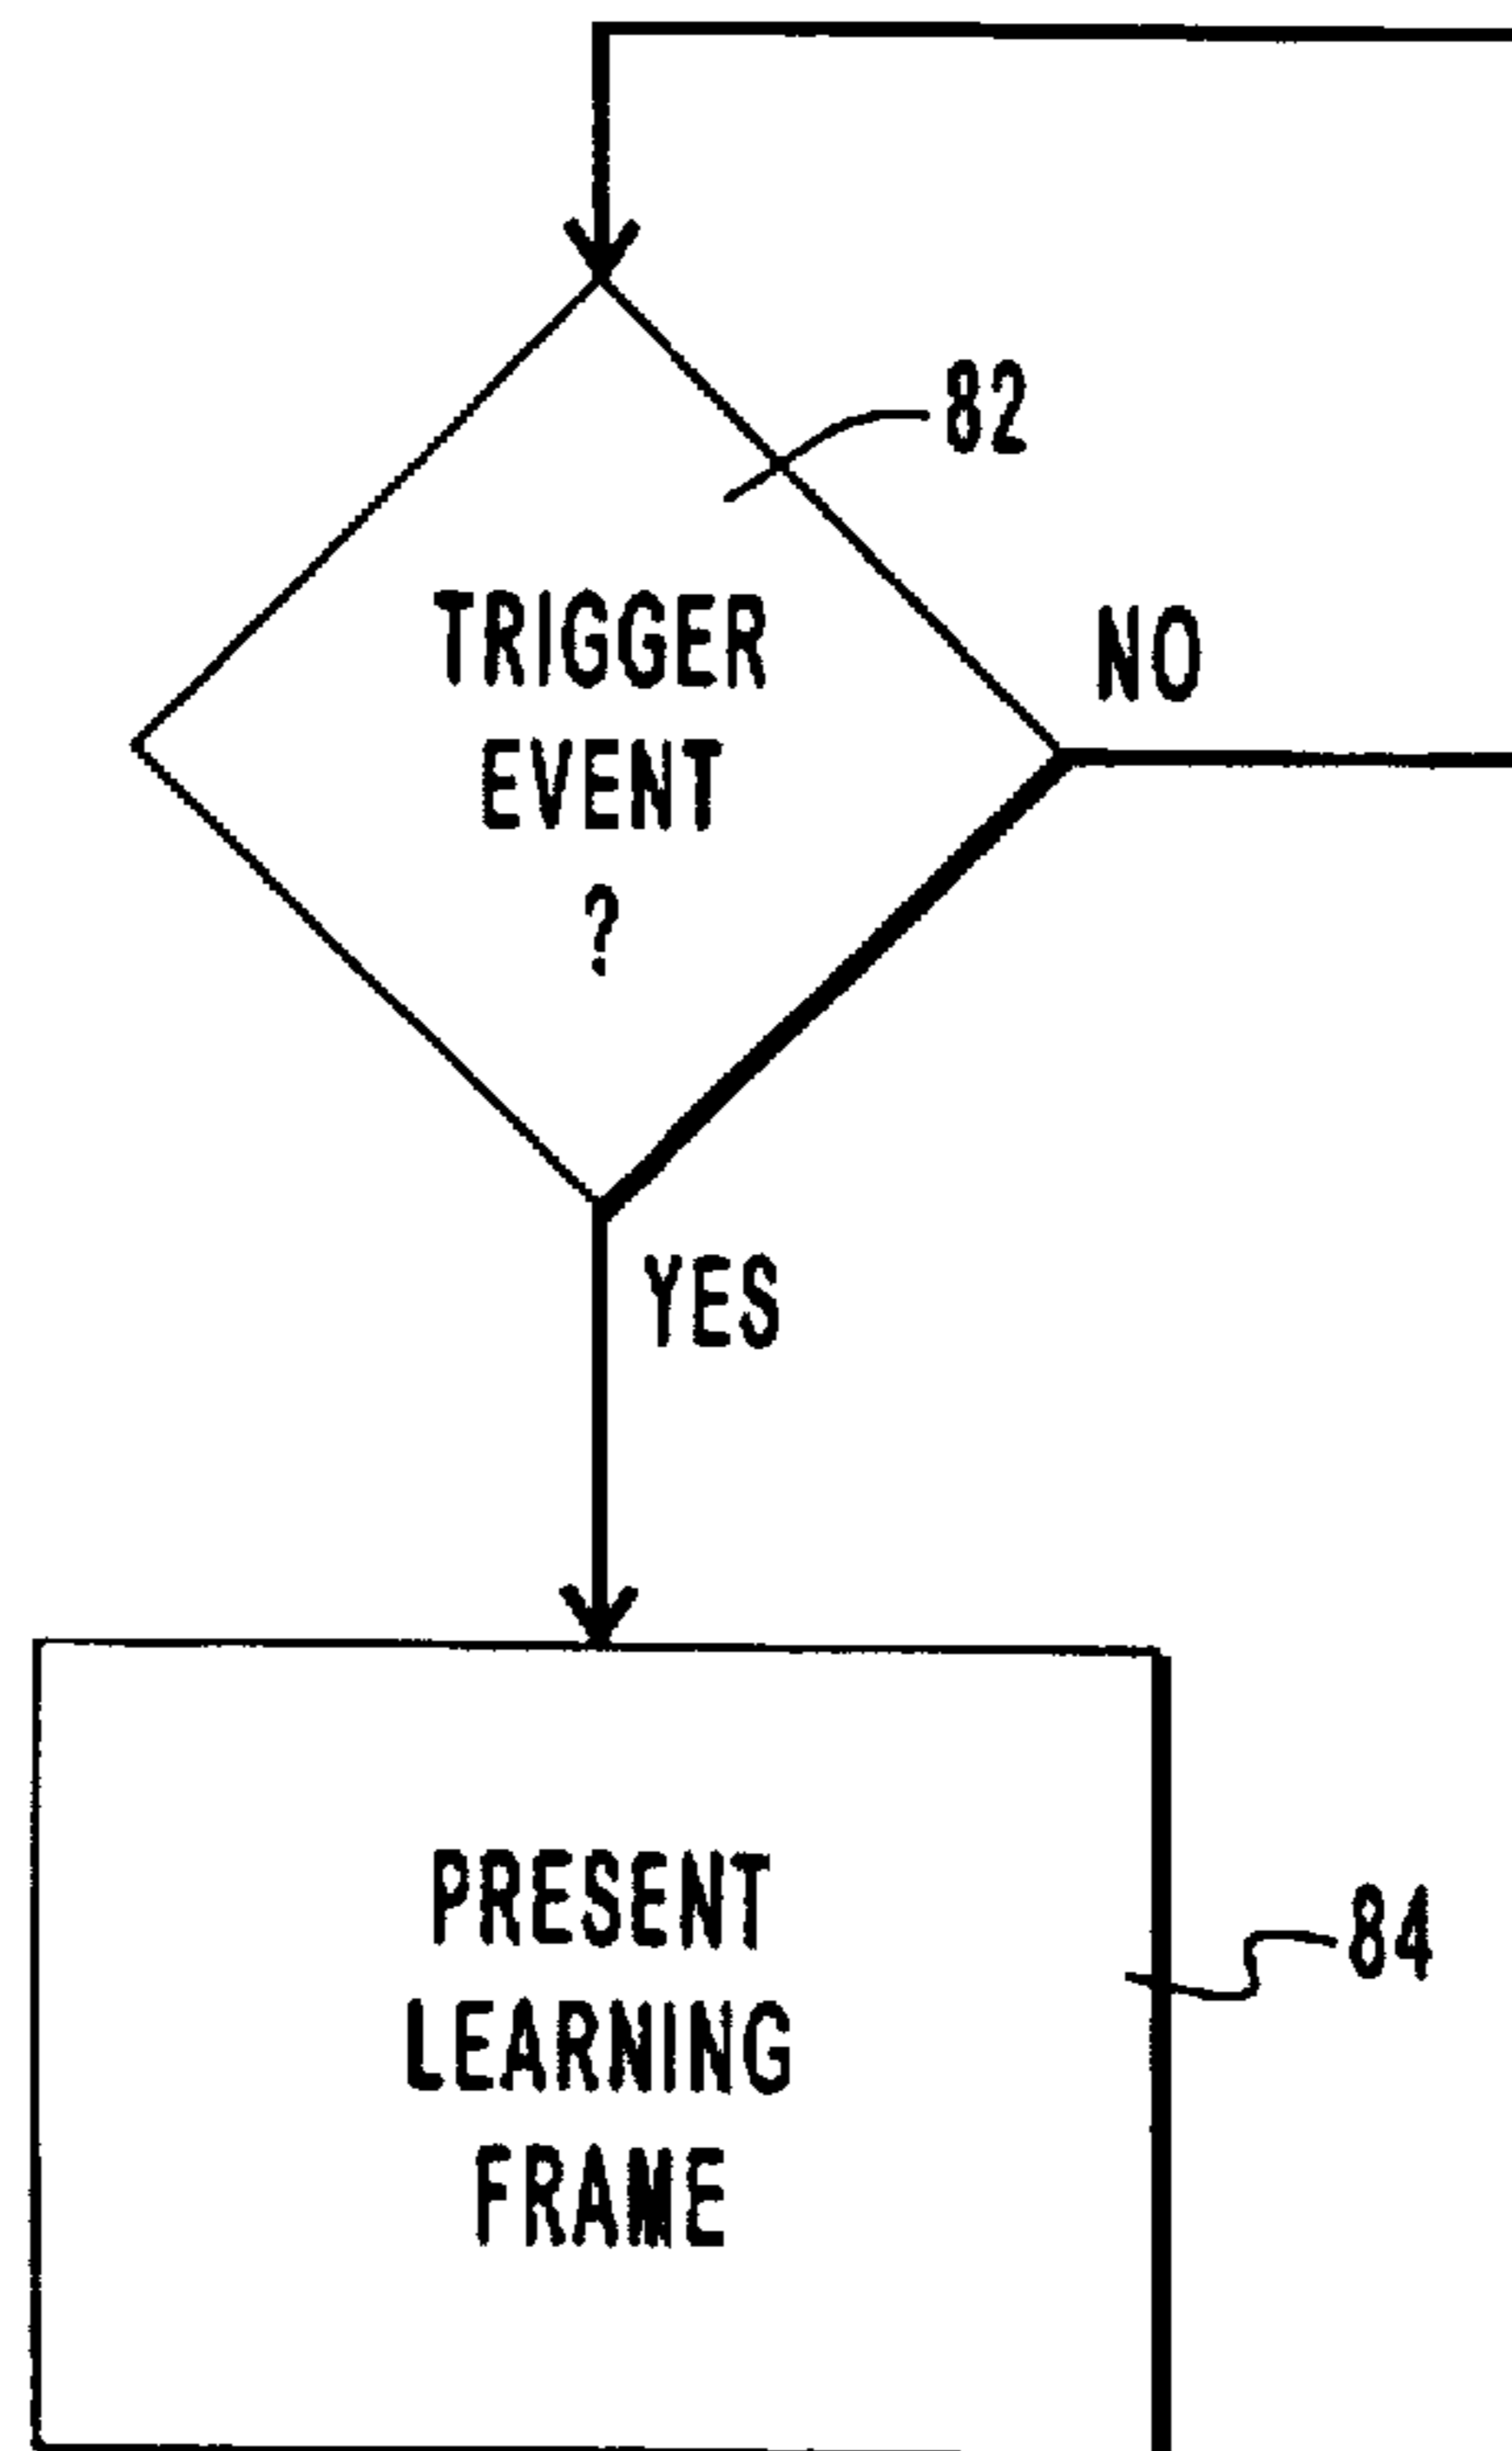 82
TRIGGER
EVENT
?
NO
YES
PRESENT
LEARNING
FRAME
84